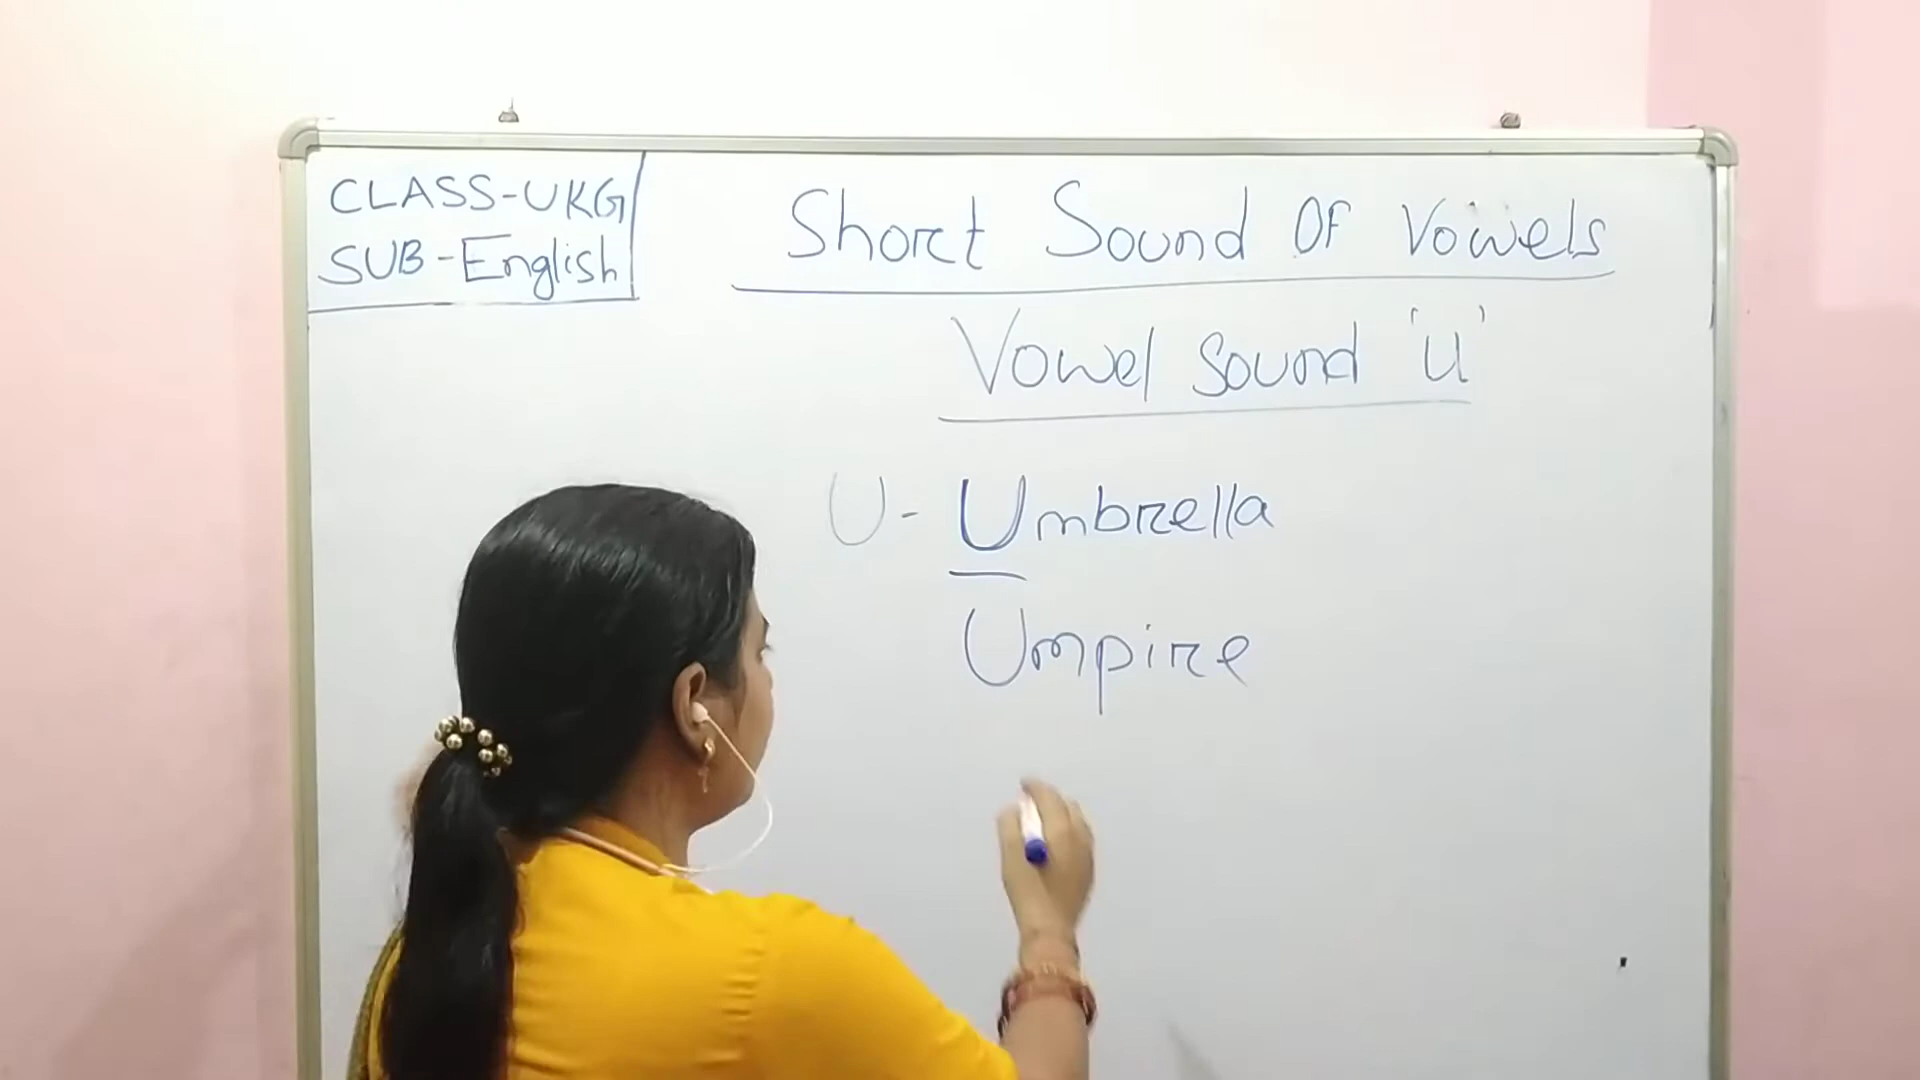 CLASS-UKG
SUB-English
Short Sound OF Vowels
Vowel Sound 'U'
U - Umbrella
Umpire